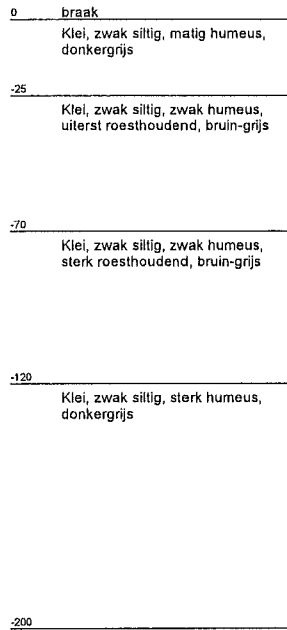 0 braak
Klei, zwak siltig, matig humeus,
donkergrijs
-25
Klei, zwak siltig, zwak humeus,
uiterst roesthoudend, bruin-grijs
-70
Klei, zwak siltig, zwak humeus,
sterk roesthoudend, bruin-grijs
-120
Klei, zwak siltig, sterk humeus,
donkergrijs
-200